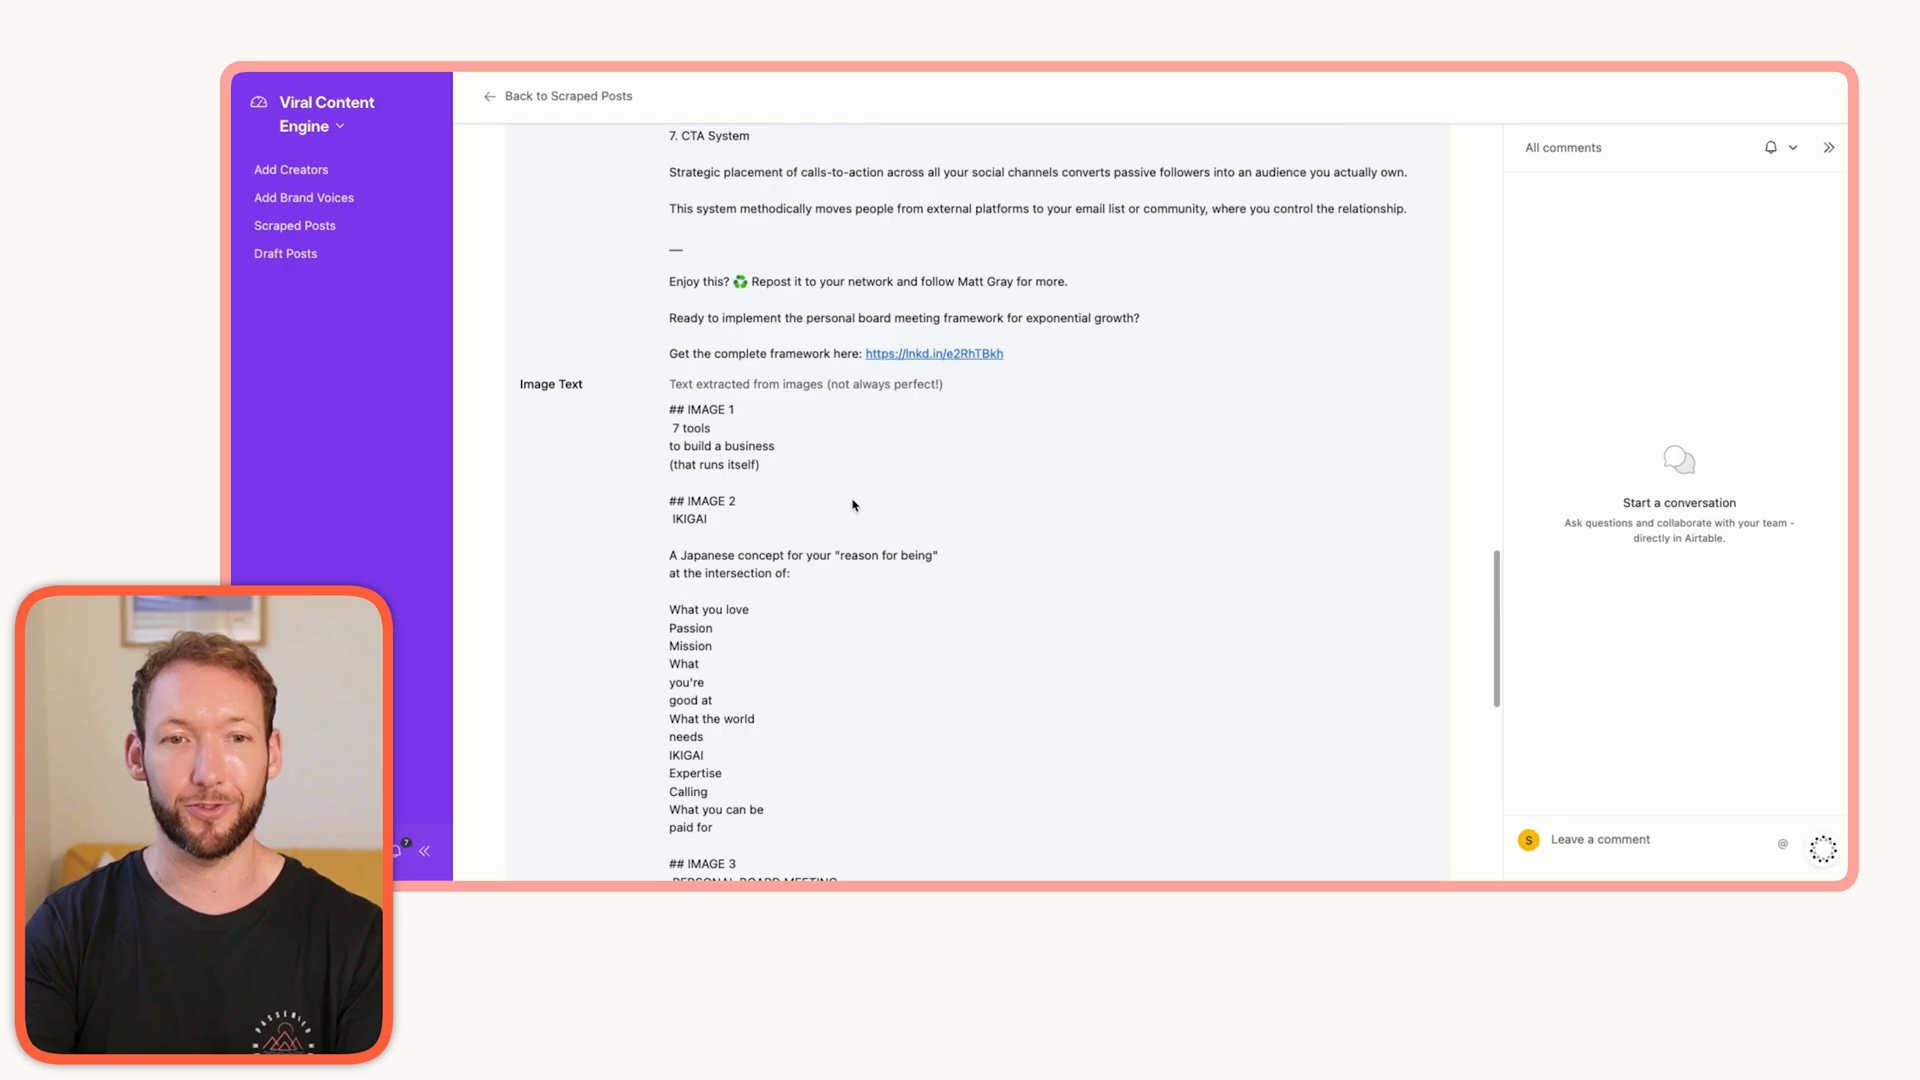 Viral Content
Engine
Add Creators
Add Brand Voices
Scraped Posts
Draft Posts
7
Back to Scraped Posts
7. CTA System
Strategic placement of calls-to-action across all your social channels converts passive followers into an audience you actually own.
This system methodically moves people from external platforms to your email list or community, where you control the relationship.
—
Enjoy this? ♻️ Repost it to your network and follow Matt Gray for more.
Ready to implement the personal board meeting framework for exponential growth?
Get the complete framework here: https://lnkd.in/e2RhTBkh
Image Text
Text extracted from images (not always perfect!)
## IMAGE 1
7 tools
to build a business
(that runs itself)
## IMAGE 2
IKIGAI
A Japanese concept for your "reason for being"
at the intersection of:
What you love
Passion
Mission
What
you're
good at
What the world
needs
IKIGAI
Expertise
Calling
What you can be
paid for
## IMAGE 3
PERSONAL BOARD MEETING
All comments
Start a conversation
Ask questions and collaborate with your team -
directly in Airtable.
S
Leave a comment
@
PASSENGER